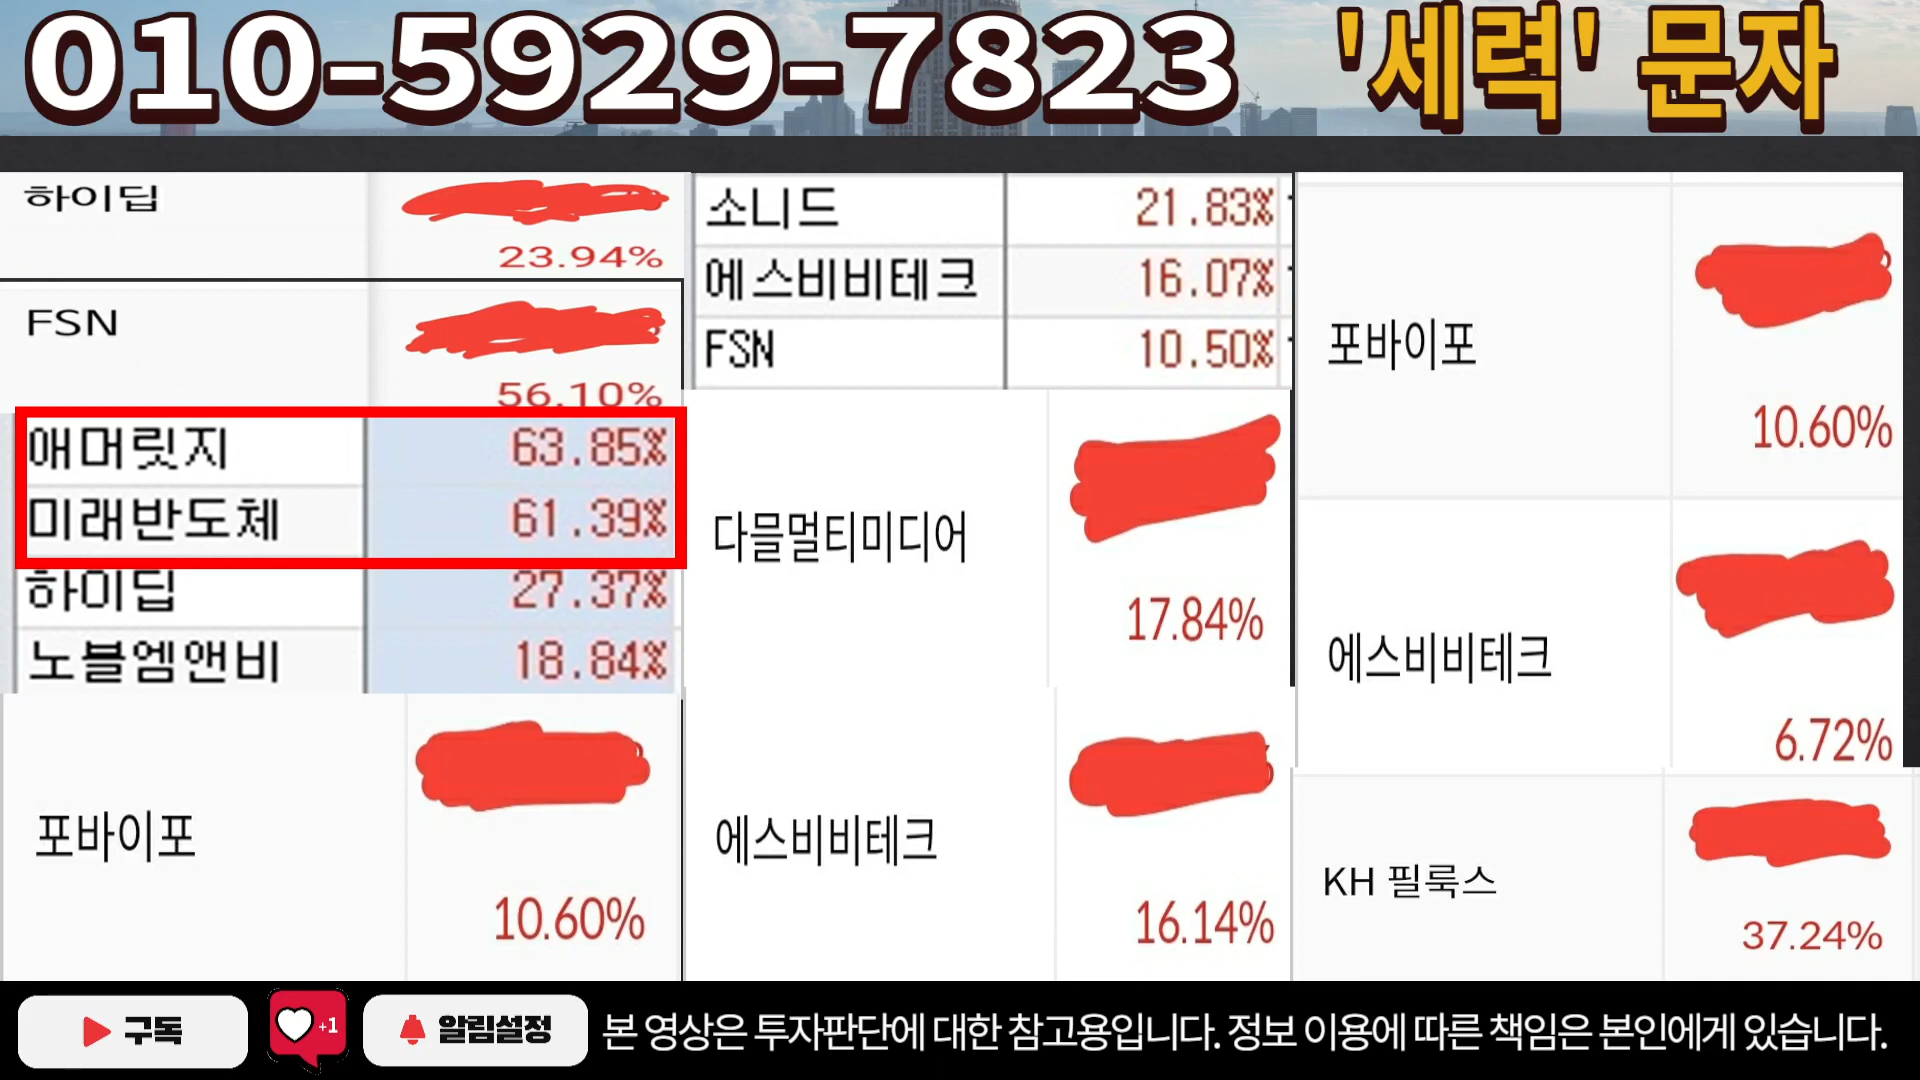 010-5929-7823 '세력' 문자
하이딥
23.94%
FSN
56.10%
애머릿지 63.85%
미래반도체 61.39%
하이딥 27.37%
노블엠앤비 18.84%
포바이포
10.60%
소니드 21.83%
에스비비테크 16.07%
FSN 10.50%
다믈멀티미디어
17.84%
에스비비테크
16.14%
포바이포
10.60%
에스비비테크
6.72%
KH 필룩스
37.24%
구독 +1 알림설정 본 영상은 투자판단에 대한 참고용입니다. 정보 이용에 따른 책임은 본인에게 있습니다.